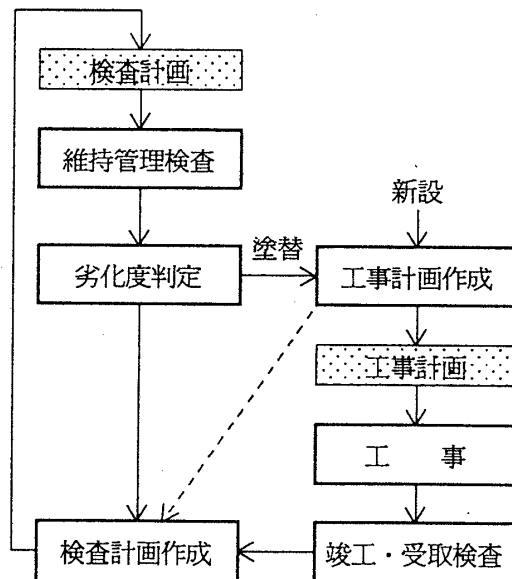 検査計画
維持管理検査
新設
劣化度判定
塗替
工事計画作成
工事計画
工 事
検査計画作成
竣工・受取検査